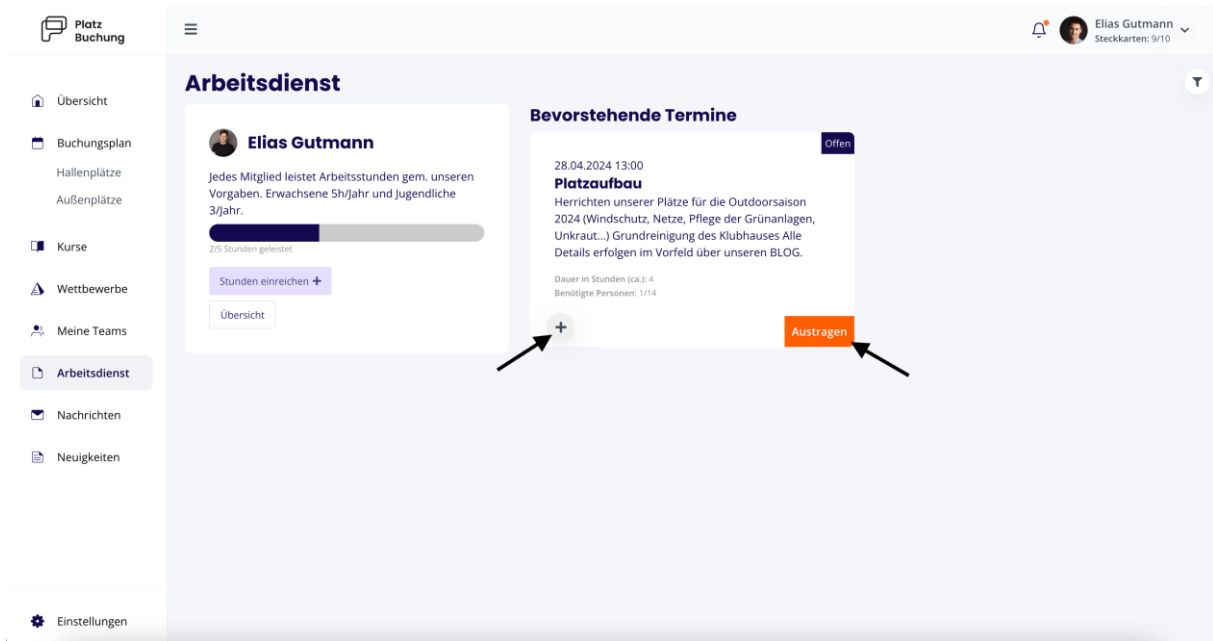 Platz
Buchung
Elias Gutmann
Steckkarten: 9/10
Übersicht
Buchungsplan
Hallenplätze
Außenplätze
Kurse
Wettbewerbe
Meine Teams
Arbeitsdienst
Nachrichten
Neuigkeiten
Einstellungen
Arbeitsdienst
Elias Gutmann
Jedes Mitglied leistet Arbeitsstunden gem. unseren
Vorgaben. Erwachsene 5h/Jahr und Jugendliche
3/Jahr.
2/5 Stunden geleistet
Stunden einreichen +
Übersicht
Bevorstehende Termine
Offen
28.04.2024 13:00
Platzaufbau
Herrichten unserer Plätze für die Outdoorsaison
2024 (Windschutz, Netze, Pflege der Grünanlagen,
Unkraut...) Grundreinigung des Klubhauses Alle
Details erfolgen im Vorfeld über unseren BLOG.
Dauer in Stunden (ca.): 4
Benötigte Personen: 1/14
+
Austragen